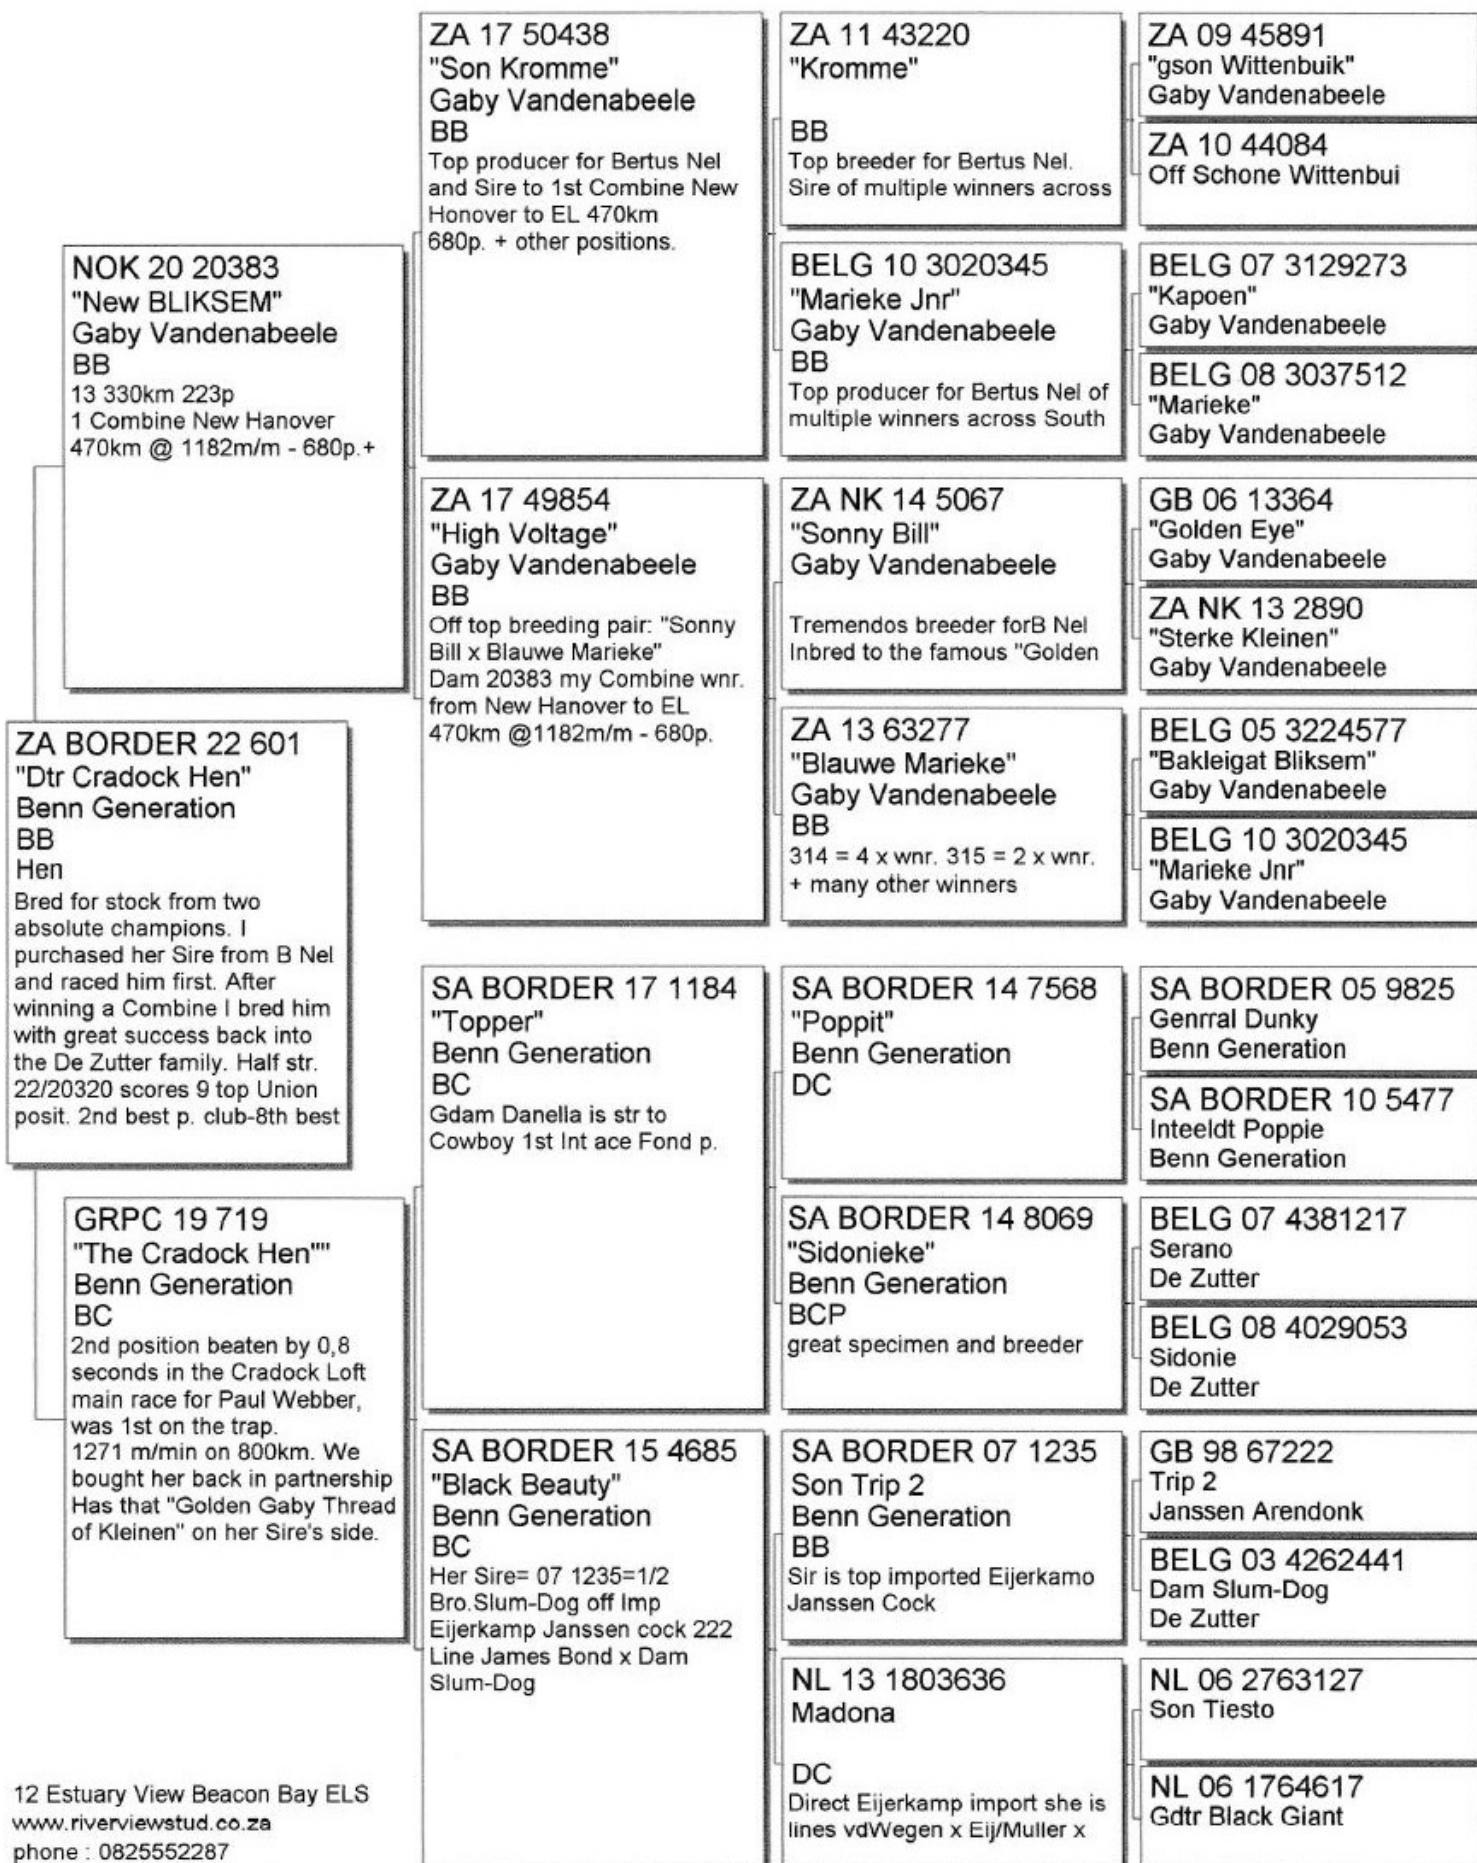 ZA BORDER 22 601
"Dtr Cradock Hen"
Benn Generation
BB
Hen
Bred for stock from two
absolute champions. I
purchased her Sire from B Nel
and raced him first. After
winning a Combine I bred him
with great success back into
the De Zutter family. Half str.
22/20320 scores 9 top Union
posit. 2nd best p. club-8th best
NOK 20 20383
"New BLIKSEM"
Gaby Vandenabeele
BB
13 330km 223p
1 Combine New Hanover
470km @ 1182m/m - 680p.+
GRPC 19 719
"The Cradock Hen""
Benn Generation
BC
2nd position beaten by 0,8
seconds in the Cradock Loft
main race for Paul Webber,
was 1st on the trap.
1271 m/min on 800km. We
bought her back in partnership
Has that "Golden Gaby Thread
of Kleinen" on her Sire's side.
ZA 17 50438
"Son Kromme"
Gaby Vandenabeele
BB
Top producer for Bertus Nel
and Sire to 1st Combine New
Honover to EL 470km
680p. + other positions.
ZA 17 49854
"High Voltage"
Gaby Vandenabeele
BB
Off top breeding pair: "Sonny
Bill x Blauwe Marieke"
Dam 20383 my Combine wnr.
from New Hanover to EL
470km @1182m/m - 680p.
SA BORDER 17 1184
"Topper"
Benn Generation
BC
Gdam Danella is str to
Cowboy 1st Int ace Fond p.
SA BORDER 15 4685
"Black Beauty"
Benn Generation
BC
Her Sire= 07 1235=1/2
Bro.Slum-Dog off Imp
Eijerkamp Janssen cock 222
Line James Bond x Dam
Slum-Dog
ZA 11 43220
"Kromme"
BB
Top breeder for Bertus Nel.
Sire of multiple winners across
BELG 10 3020345
"Marieke Jnr"
Gaby Vandenabeele
BB
Top producer for Bertus Nel of
multiple winners across South
ZA NK 14 5067
"Sonny Bill"
Gaby Vandenabeele
Tremendos breeder forB Nel
Inbred to the famous "Golden
ZA 13 63277
"Blauwe Marieke"
Gaby Vandenabeele
BB
314 = 4 x wnr. 315 = 2 x wnr.
+ many other winners
SA BORDER 14 7568
"Poppit"
Benn Generation
DC
SA BORDER 14 8069
"Sidonieke"
Benn Generation
BCP
great specimen and breeder
SA BORDER 07 1235
Son Trip 2
Benn Generation
BB
Sir is top imported Eijerkamo
Janssen Cock
NL 13 1803636
Madona
DC
Direct Eijerkamp import she is
lines vdWegen x Eij/Muller x
ZA 09 45891
"gson Wittenbuik"
Gaby Vandenabeele
ZA 10 44084
Off Schone Wittenbui
BELG 07 3129273
"Kapoen"
Gaby Vandenabeele
BELG 08 3037512
"Marieke"
Gaby Vandenabeele
GB 06 13364
"Golden Eye"
Gaby Vandenabeele
ZA NK 13 2890
"Sterke Kleinen"
Gaby Vandenabeele
BELG 05 3224577
"Bakleigat Bliksem"
Gaby Vandenabeele
BELG 10 3020345
"Marieke Jnr"
Gaby Vandenabeele
SA BORDER 05 9825
Genrral Dunky
Benn Generation
SA BORDER 10 5477
Inteeldt Poppie
Benn Generation
BELG 07 4381217
Serano
De Zutter
BELG 08 4029053
Sidonie
De Zutter
GB 98 67222
Trip 2
Janssen Arendonk
BELG 03 4262441
Dam Slum-Dog
De Zutter
NL 06 2763127
Son Tiesto
NL 06 1764617
Gdtr Black Giant
12 Estuary View Beacon Bay ELS
www.riverviewstud.co.za
phone : 0825552287